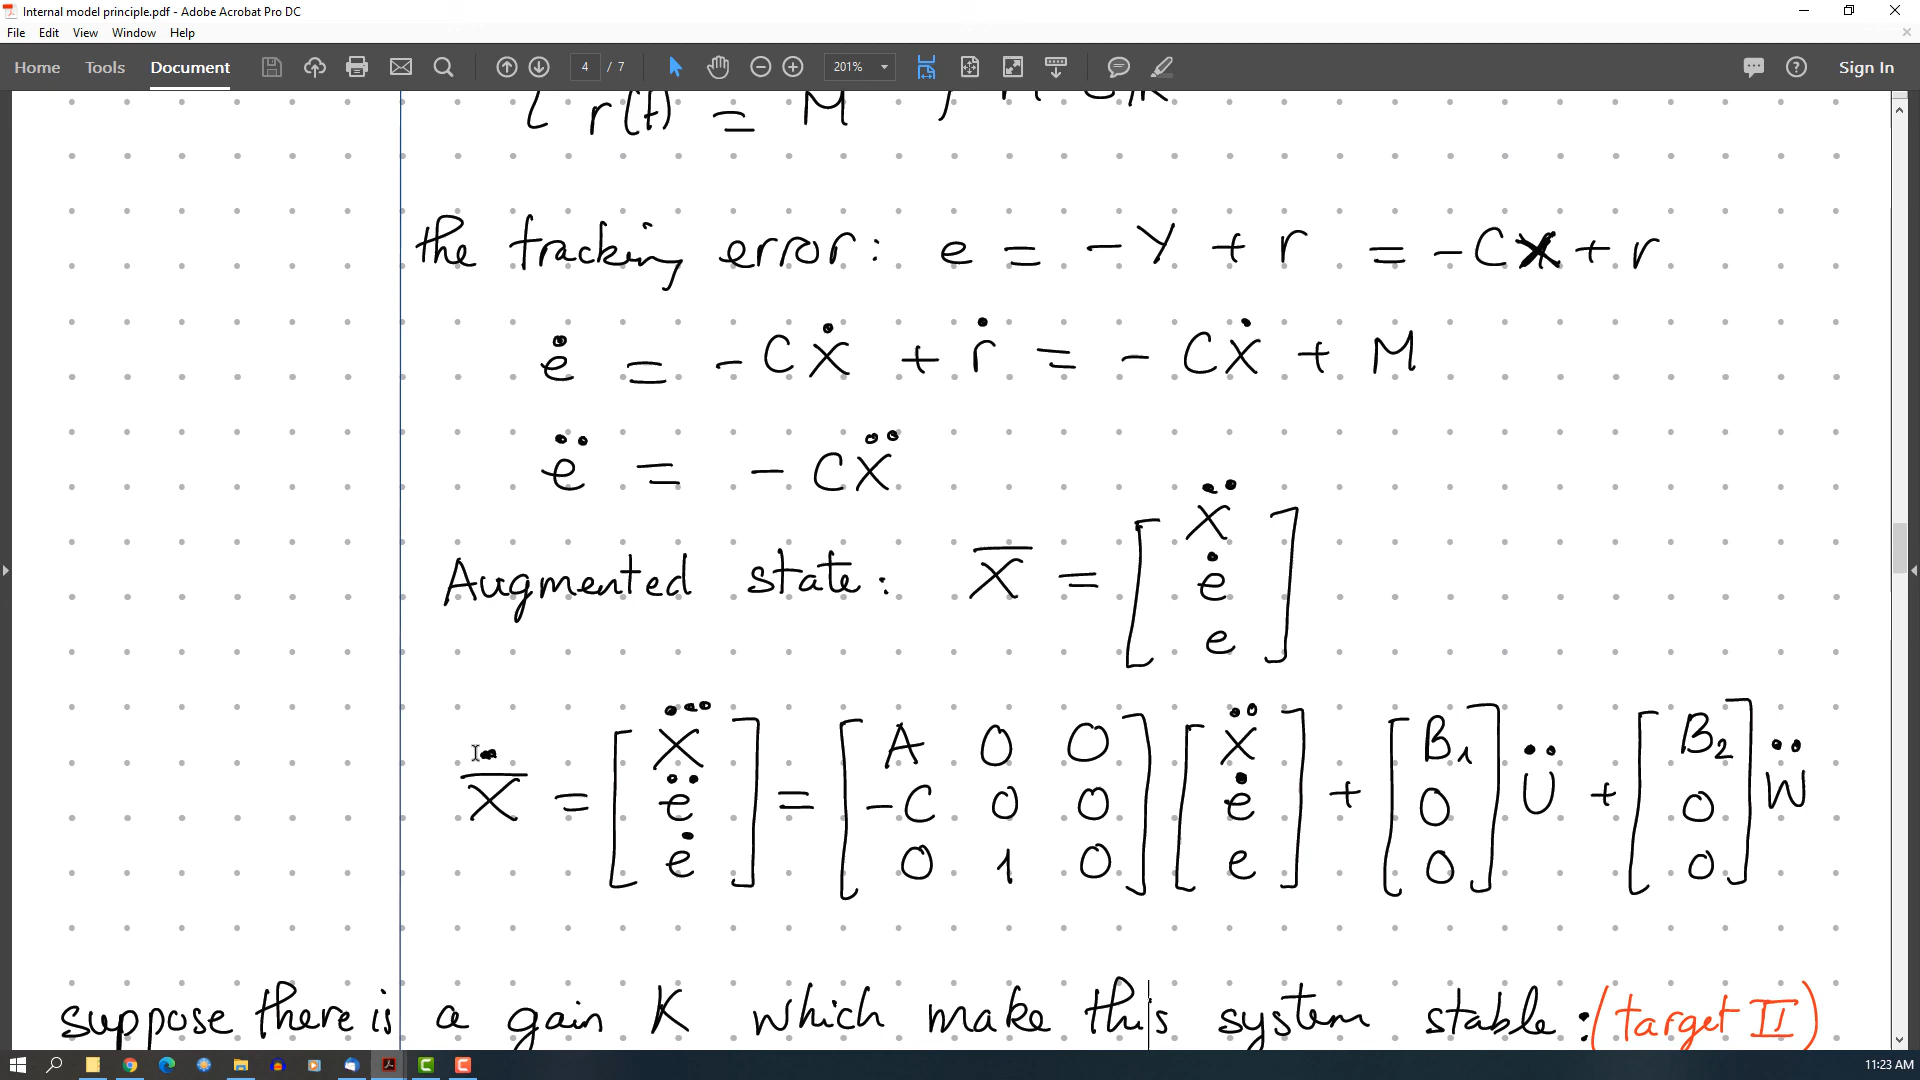 Internal model principle.pdf - Adobe Acrobat Pro DC
File Edit View Window Help
Home Tools Document 4 / 7 201% Sign In
r(t) = M
the tracking error: e = -Y + r = -CX + r
ė = -CẊ + ṙ = -CẊ + M
ë = -CẌ
Augmented state: X̅ = [Ẍ ė e]
X̅̇ = [X⃛ ë ė] = [A 0 0 -C 0 0 0 1 0] [Ẍ ė e] + [B₁ 0 0] Ü + [B₂ 0 0] Ẅ
suppose there is a gain K which make this system stable: (target II)
11:23 AM